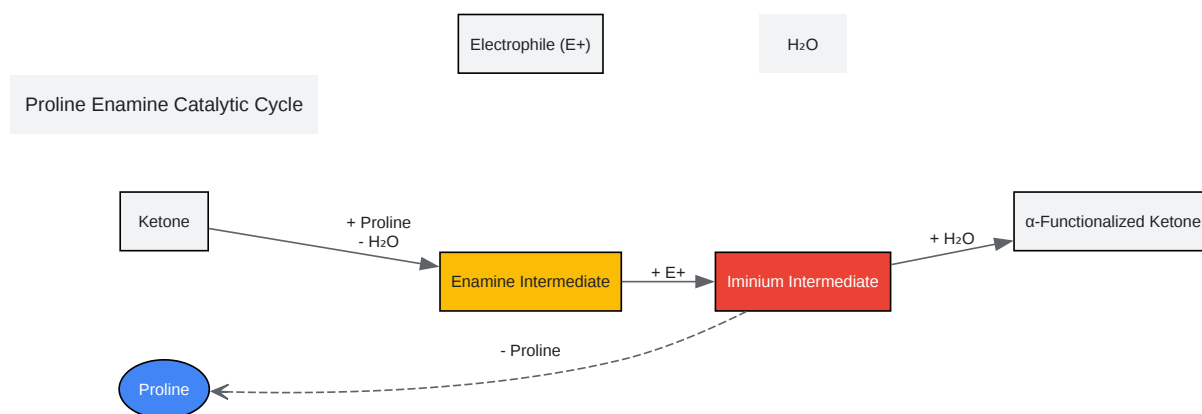 Electrophile (E+)
H₂O
Proline Enamine Catalytic Cycle
Ketone
+ Proline
- H₂O
Enamine Intermediate
+ E+
Iminium Intermediate
+ H₂O
α-Functionalized Ketone
- Proline
Proline